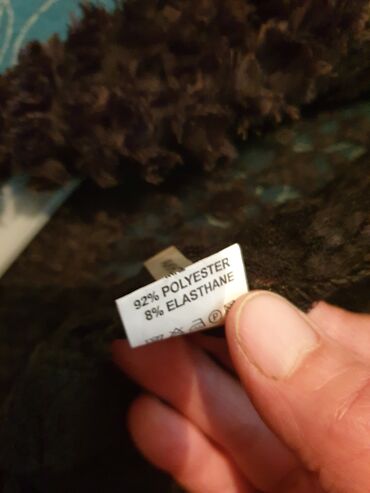 92% POLYESTER
8% ELASTHANE